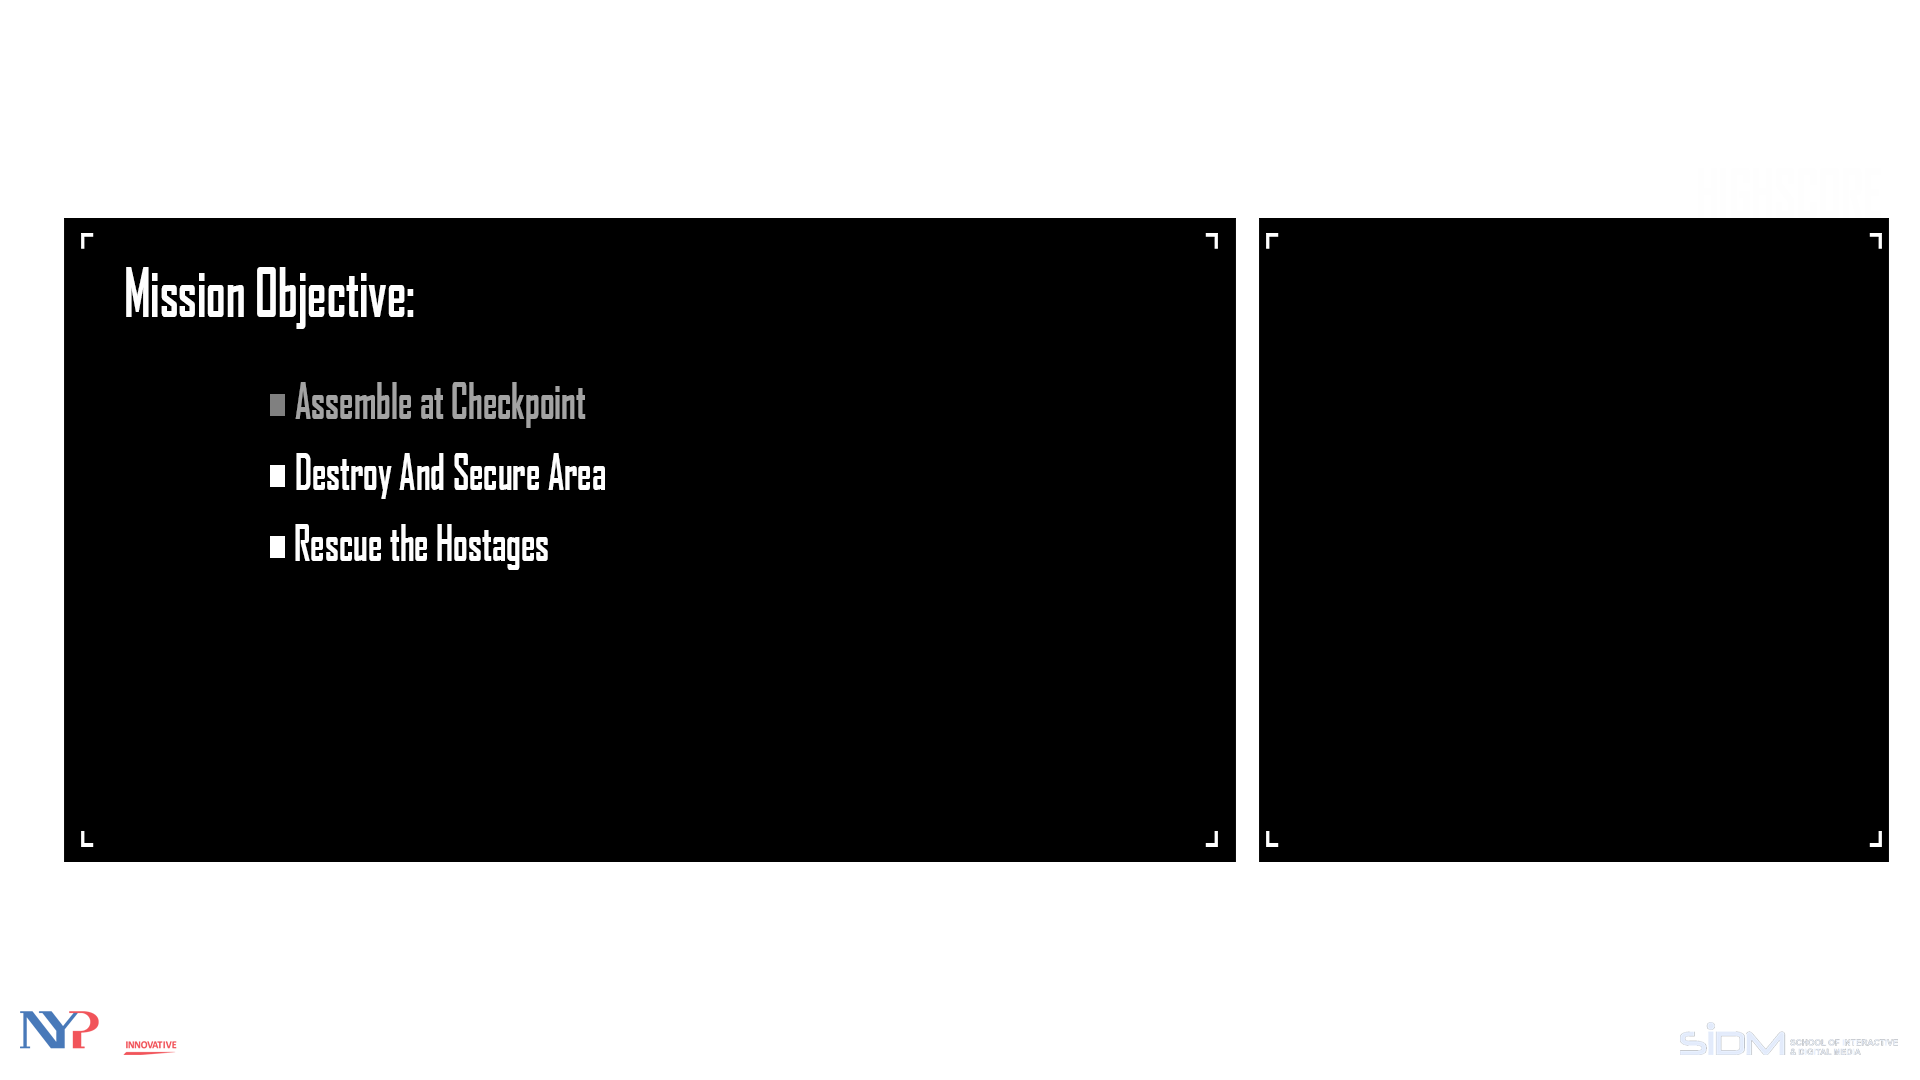 Mission Objective:
Assemble at Checkpoint
Destroy And Secure Area
Rescue the Hostages
NYP
INNOVATIVE
SiDM
SCHOOL OF INTERACTIVE
& DIGITAL MEDIA